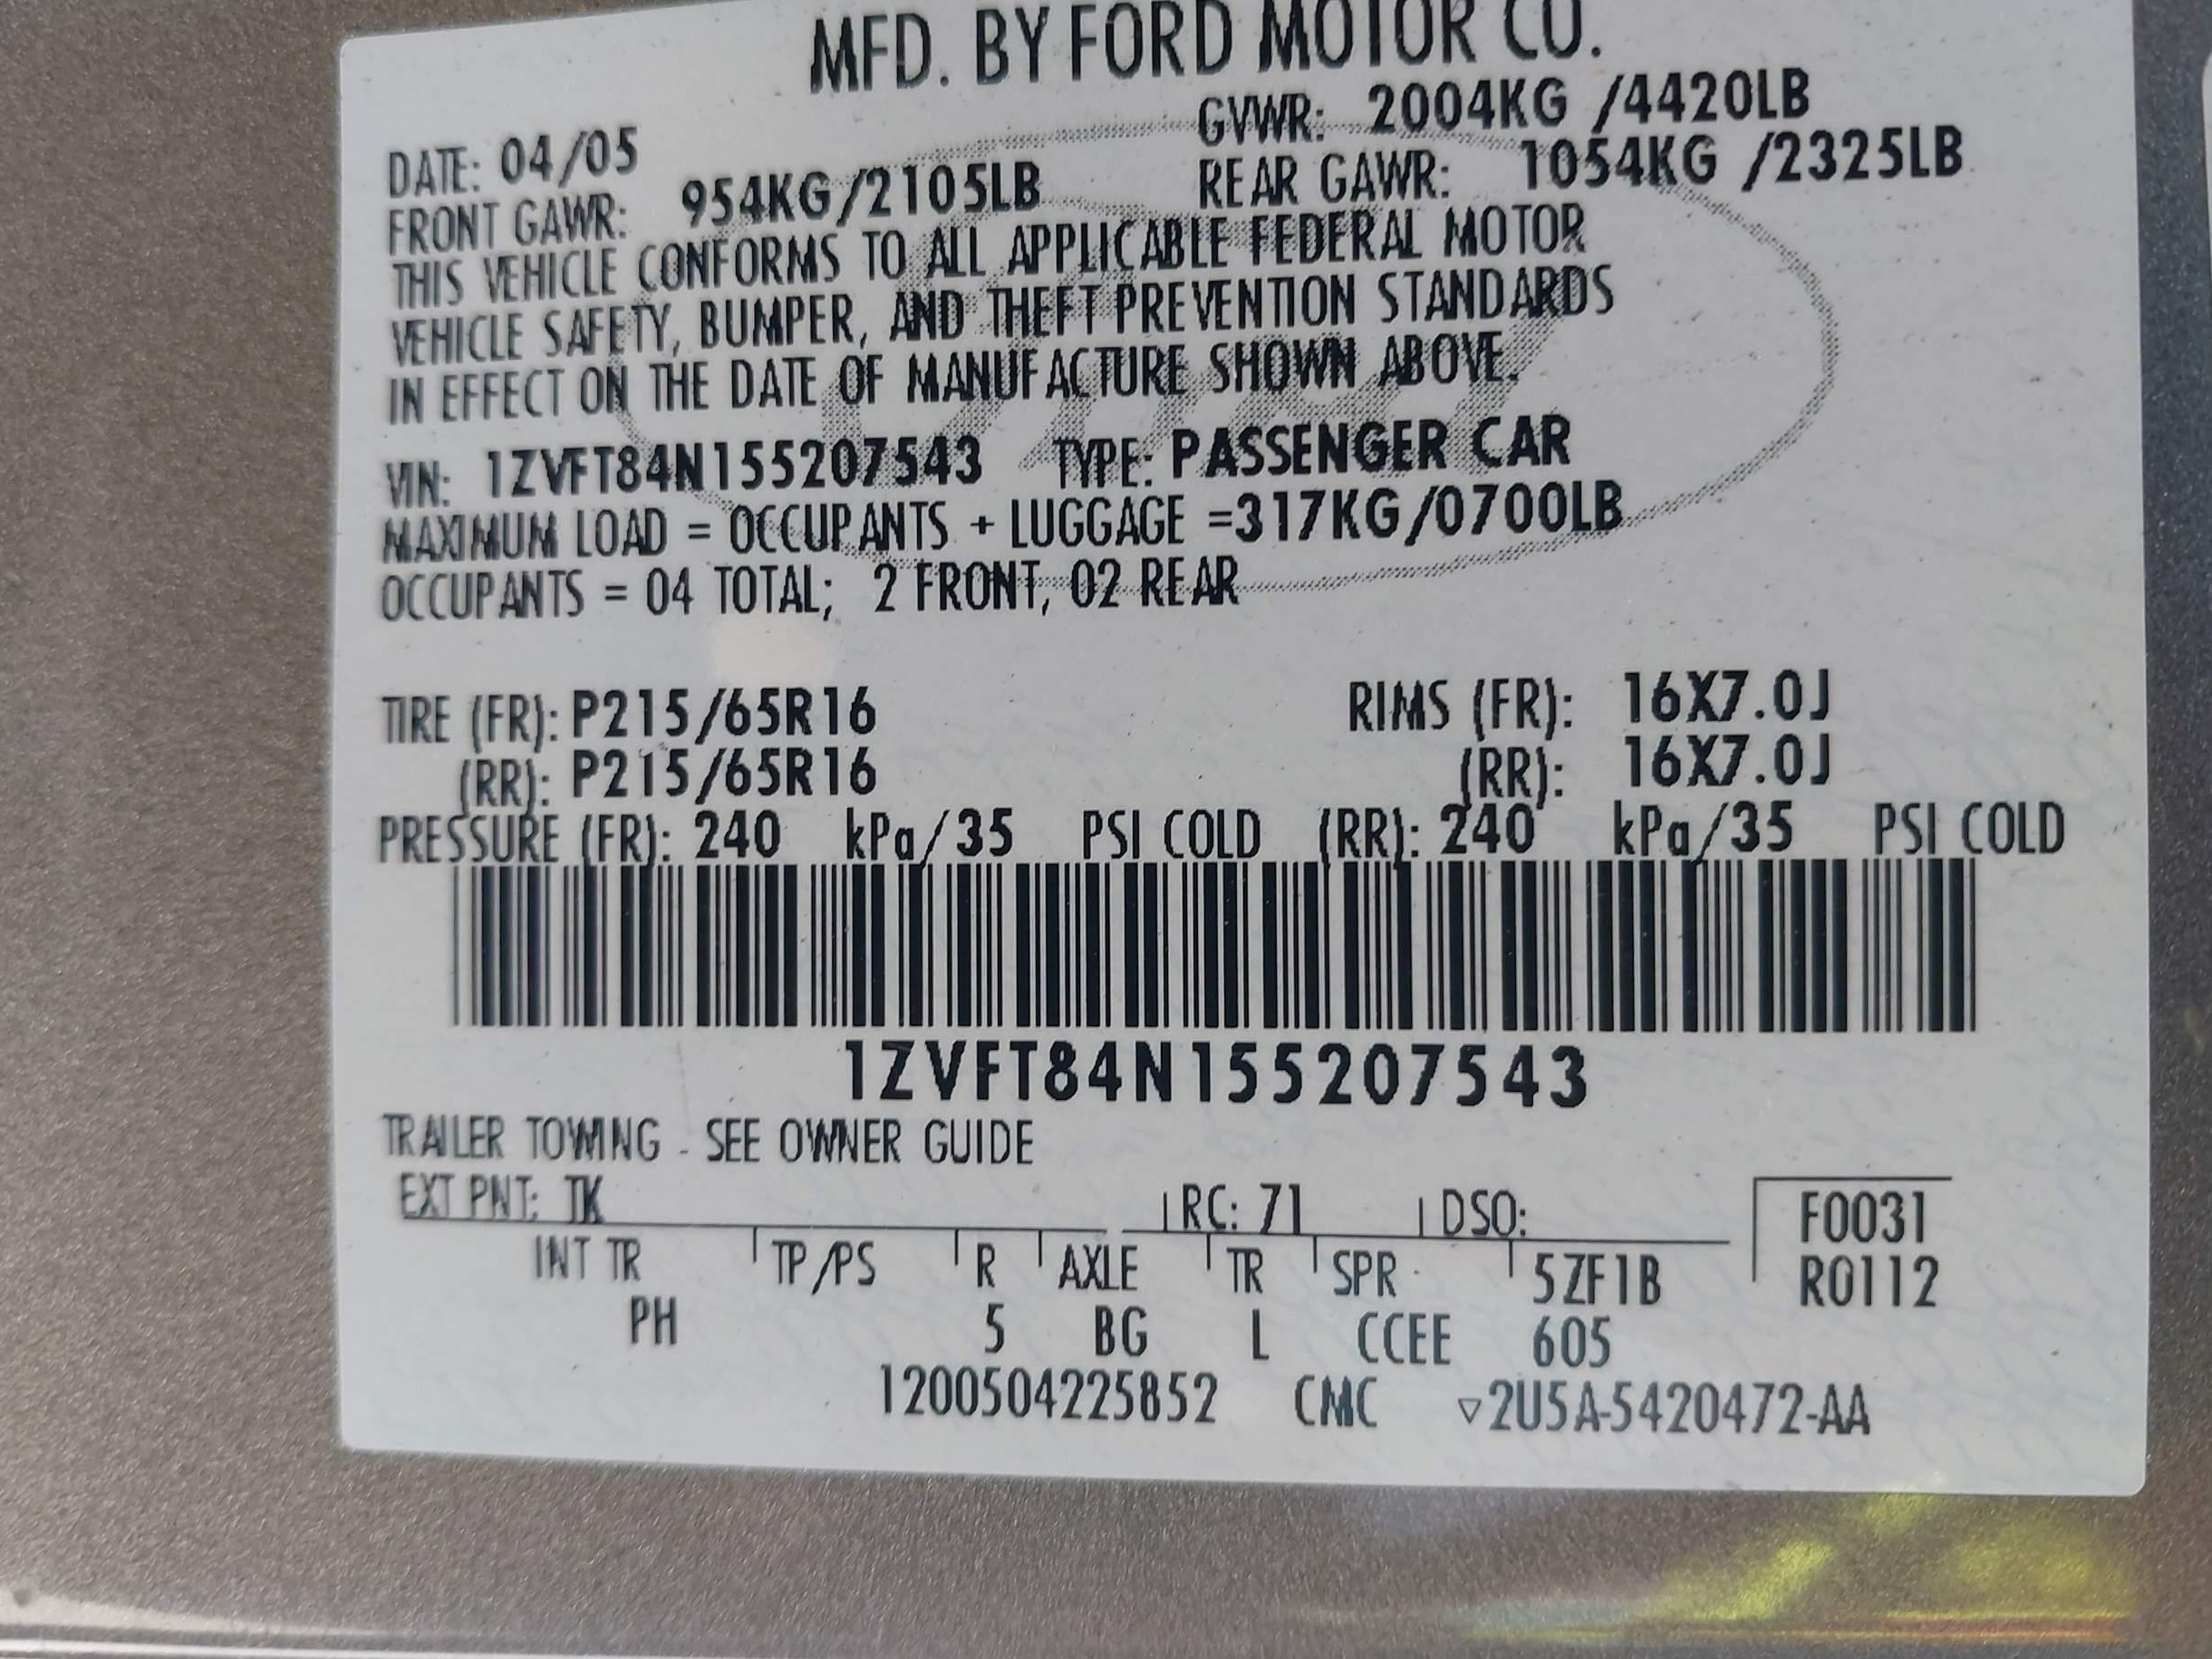 MFD. BY FORD MOTOR CO.
DATE: 04/05 GVWR: 2004KG /4420LB
FRONT GAWR: 954KG/2105LB REAR GAWR: 1054KG /2325LB
THIS VEHICLE CONFORMS TO ALL APPLICABLE FEDERAL MOTOR
VEHICLE SAFETY, BUMPER, AND THEFT PREVENTION STANDARDS
IN EFFECT ON THE DATE OF MANUFACTURE SHOWN ABOVE.
VIN: 1ZVFT84N155207543 TYPE: PASSENGER CAR
MAXIMUM LOAD = OCCUPANTS + LUGGAGE =317KG/0700LB
OCCUPANTS = 04 TOTAL; 2 FRONT, 02 REAR
TIRE (FR): P215/65R16 RIMS (FR): 16X7.0J
(RR): P215/65R16 (RR): 16X7.0J
PRESSURE (FR): 240 kPa/35 PSI COLD (RR): 240 kPa/35 PSI COLD
1ZVFT84N155207543
TRAILER TOWING - SEE OWNER GUIDE
EXT PNT: TK RC: 71 DSO: F0031
INT TR TP/PS R AXLE TR SPR 5ZF1B R0112
PH 5 BG L CCEE 605
1200504225852 CMC ▽2U5A-5420472-AA